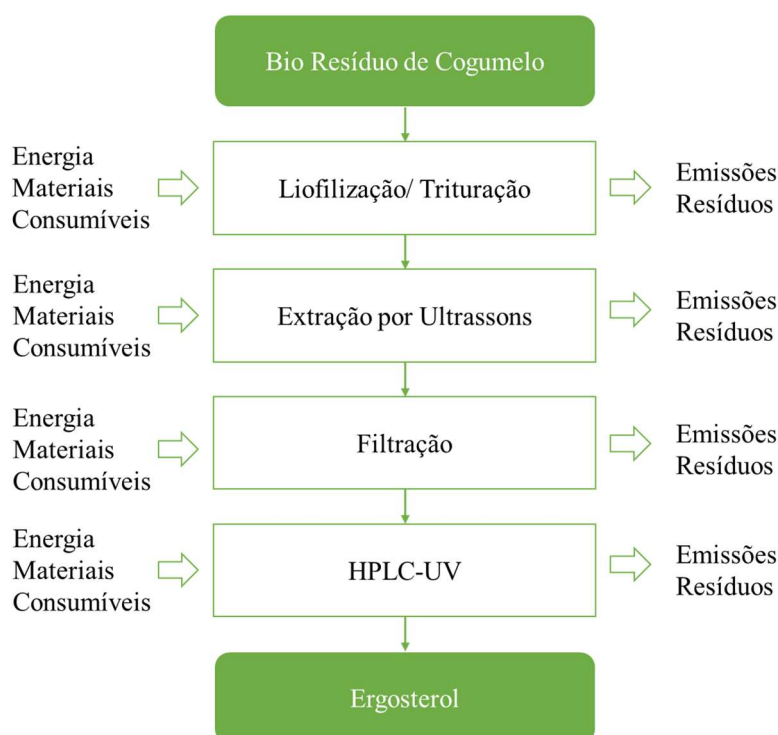 Bio Resíduo de Cogumelo
Energia
Materiais
Consumíveis
Liofilização/ Trituração
Emissões
Resíduos
Energia
Materiais
Consumíveis
Extração por Ultrassons
Emissões
Resíduos
Energia
Materiais
Consumíveis
Filtração
Emissões
Resíduos
Energia
Materiais
Consumíveis
HPLC-UV
Emissões
Resíduos
Ergosterol